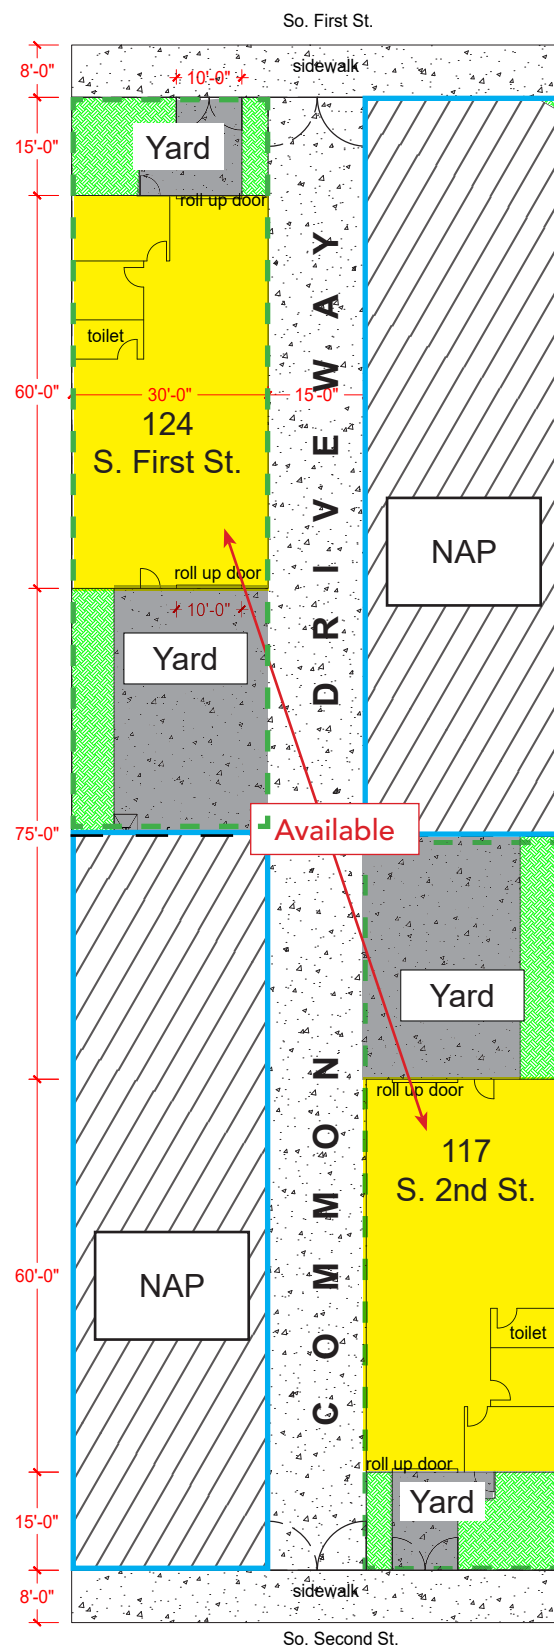 So. First St.
8'-0"
sidewalk
10'-0"
15'-0"
Yard
roll up door
toilet
60'-0"
30'-0"
15'-0"
124
S. First St.
DRIVEWAY
NAP
roll up door
10'-0"
Yard
75'-0"
Available
Yard
roll up door
COMMON
117
S. 2nd St.
60'-0"
NAP
toilet
roll up door
Yard
15'-0"
8'-0"
sidewalk
So. Second St.